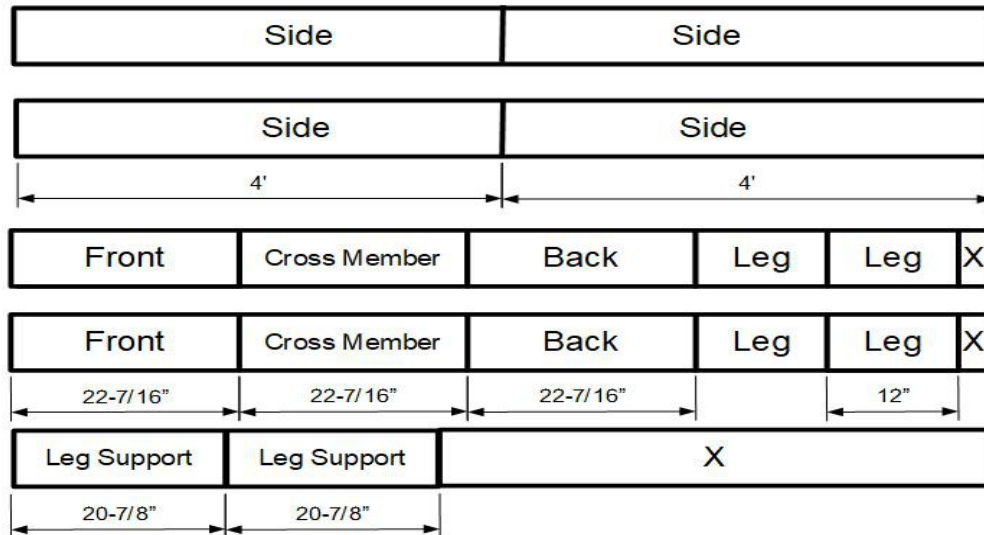 Side Side
Side Side
4' 4'
Front Cross Member Back Leg Leg X
Front Cross Member Back Leg Leg X
22-7/16” 22-7/16” 22-7/16” 12”
Leg Support Leg Support X
20-7/8” 20-7/8”